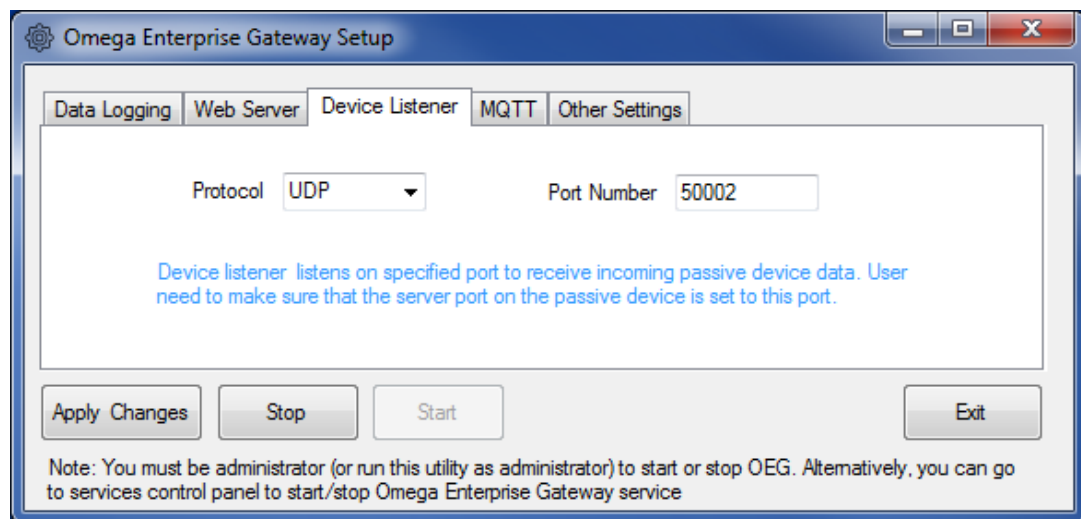 Omega Enterprise Gateway Setup
Data Logging Web Server Device Listener MQTT Other Settings
Protocol UDP Port Number 50002
Device listener listens on specified port to receive incoming passive device data. User
need to make sure that the server port on the passive device is set to this port.
Apply Changes Stop Start Exit
Note: You must be administrator (or run this utility as administrator) to start or stop OEG. Alternatively, you can go
to services control panel to start/stop Omega Enterprise Gateway service